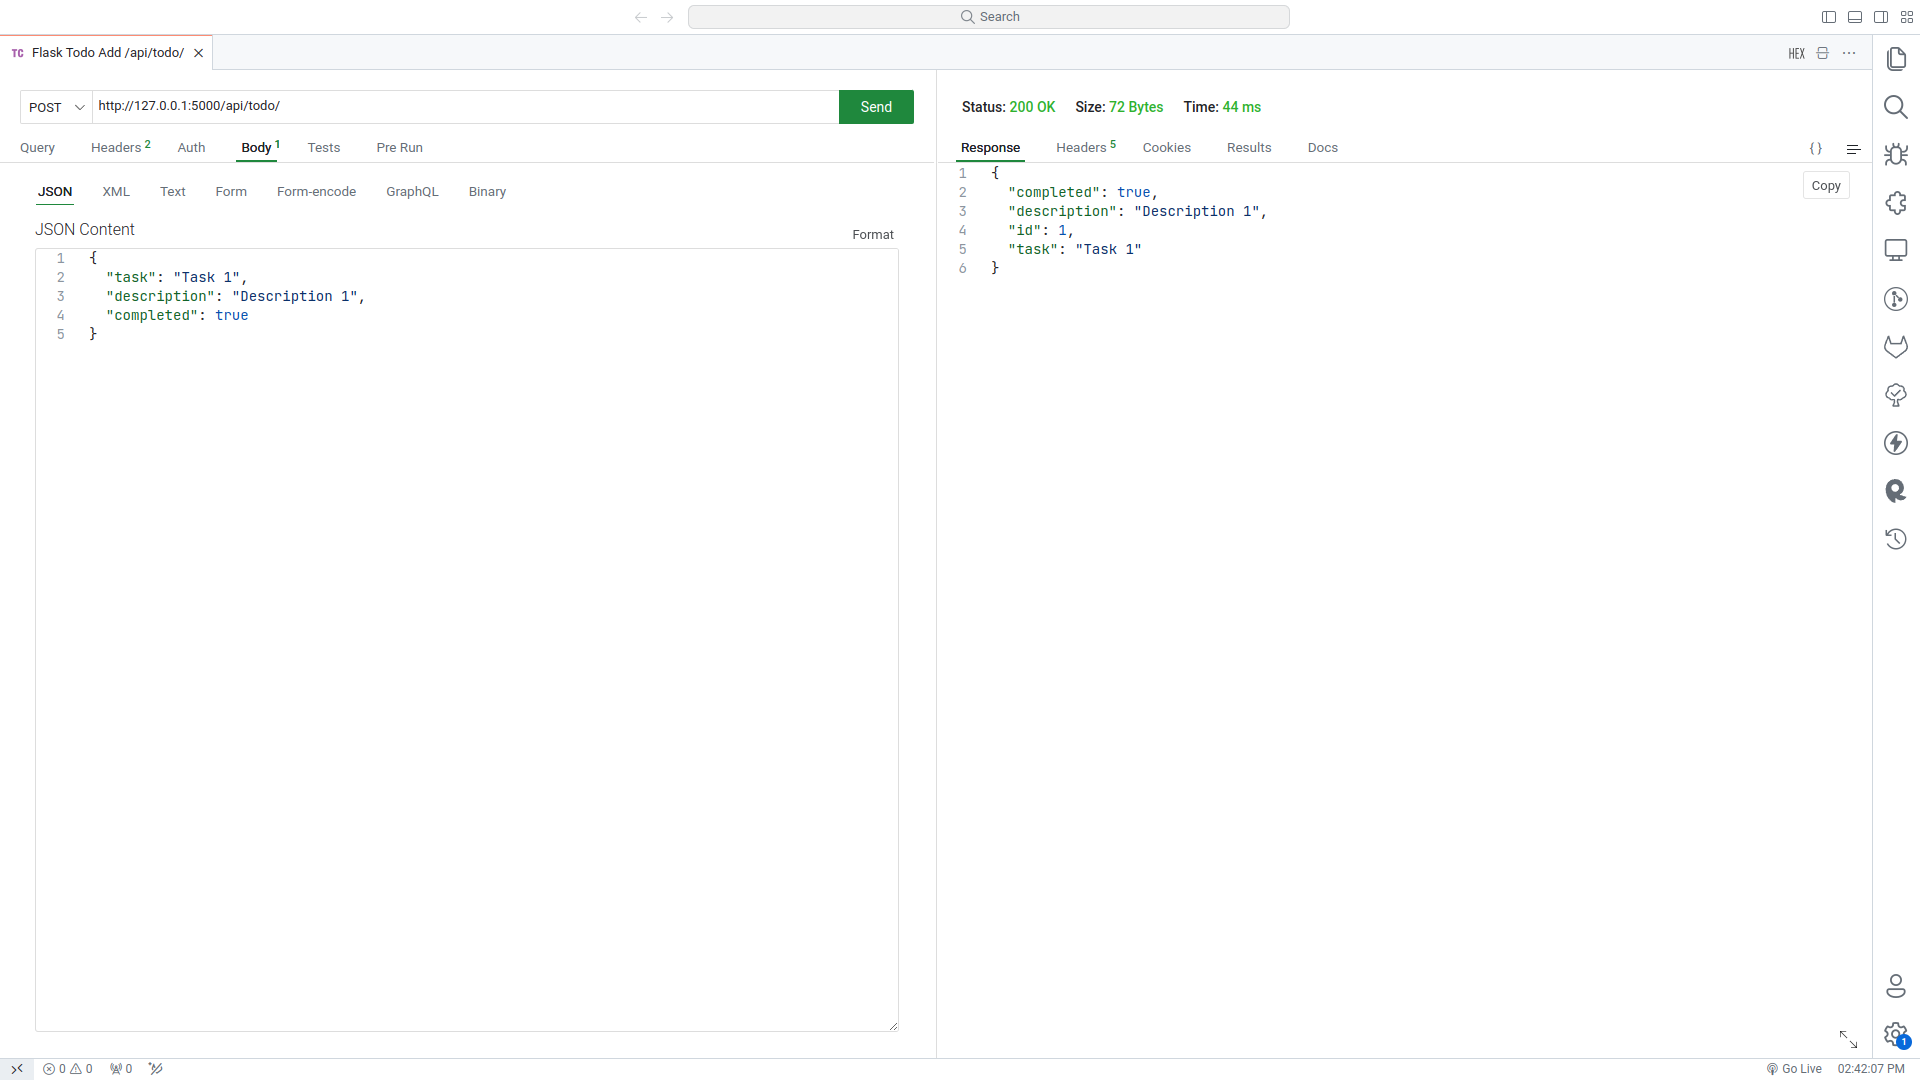 Search
TC Flask Todo Add /api/todo/
HEX
POST http://127.0.0.1:5000/api/todo/ Send
Status: 200 OK Size: 72 Bytes Time: 44 ms
Query Headers 2 Auth Body 1 Tests Pre Run
Response Headers 5 Cookies Results Docs { }
JSON XML Text Form Form-encode GraphQL Binary
JSON Content
Format
1 {
2 "task": "Task 1",
3 "description": "Description 1",
4 "completed": true
5 }
Copy
1 {
2 "completed": true,
3 "description": "Description 1",
4 "id": 1,
5 "task": "Task 1"
6 }
1
0 0 0
Go Live 02:42:07 PM